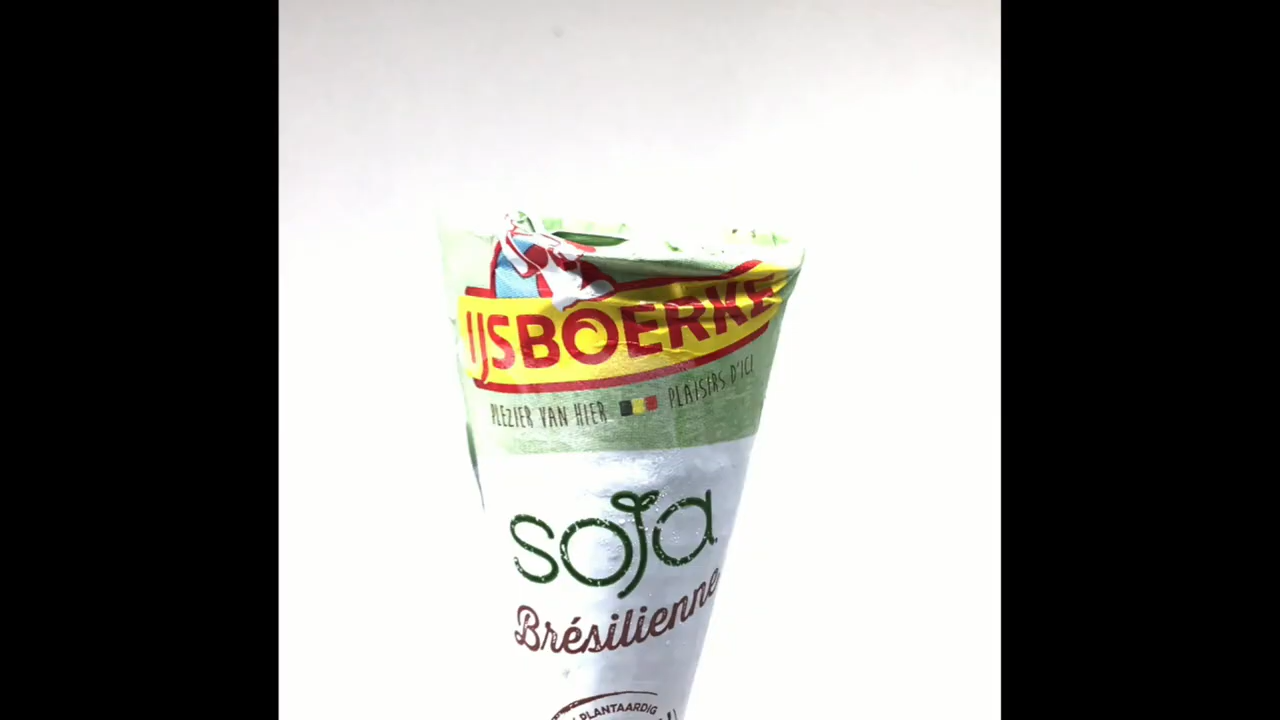 IJSBOERKE
PLEZIER VAN HIER PLAISIRS D'ICI
soja
Brésilienne
PLANTAARDIG